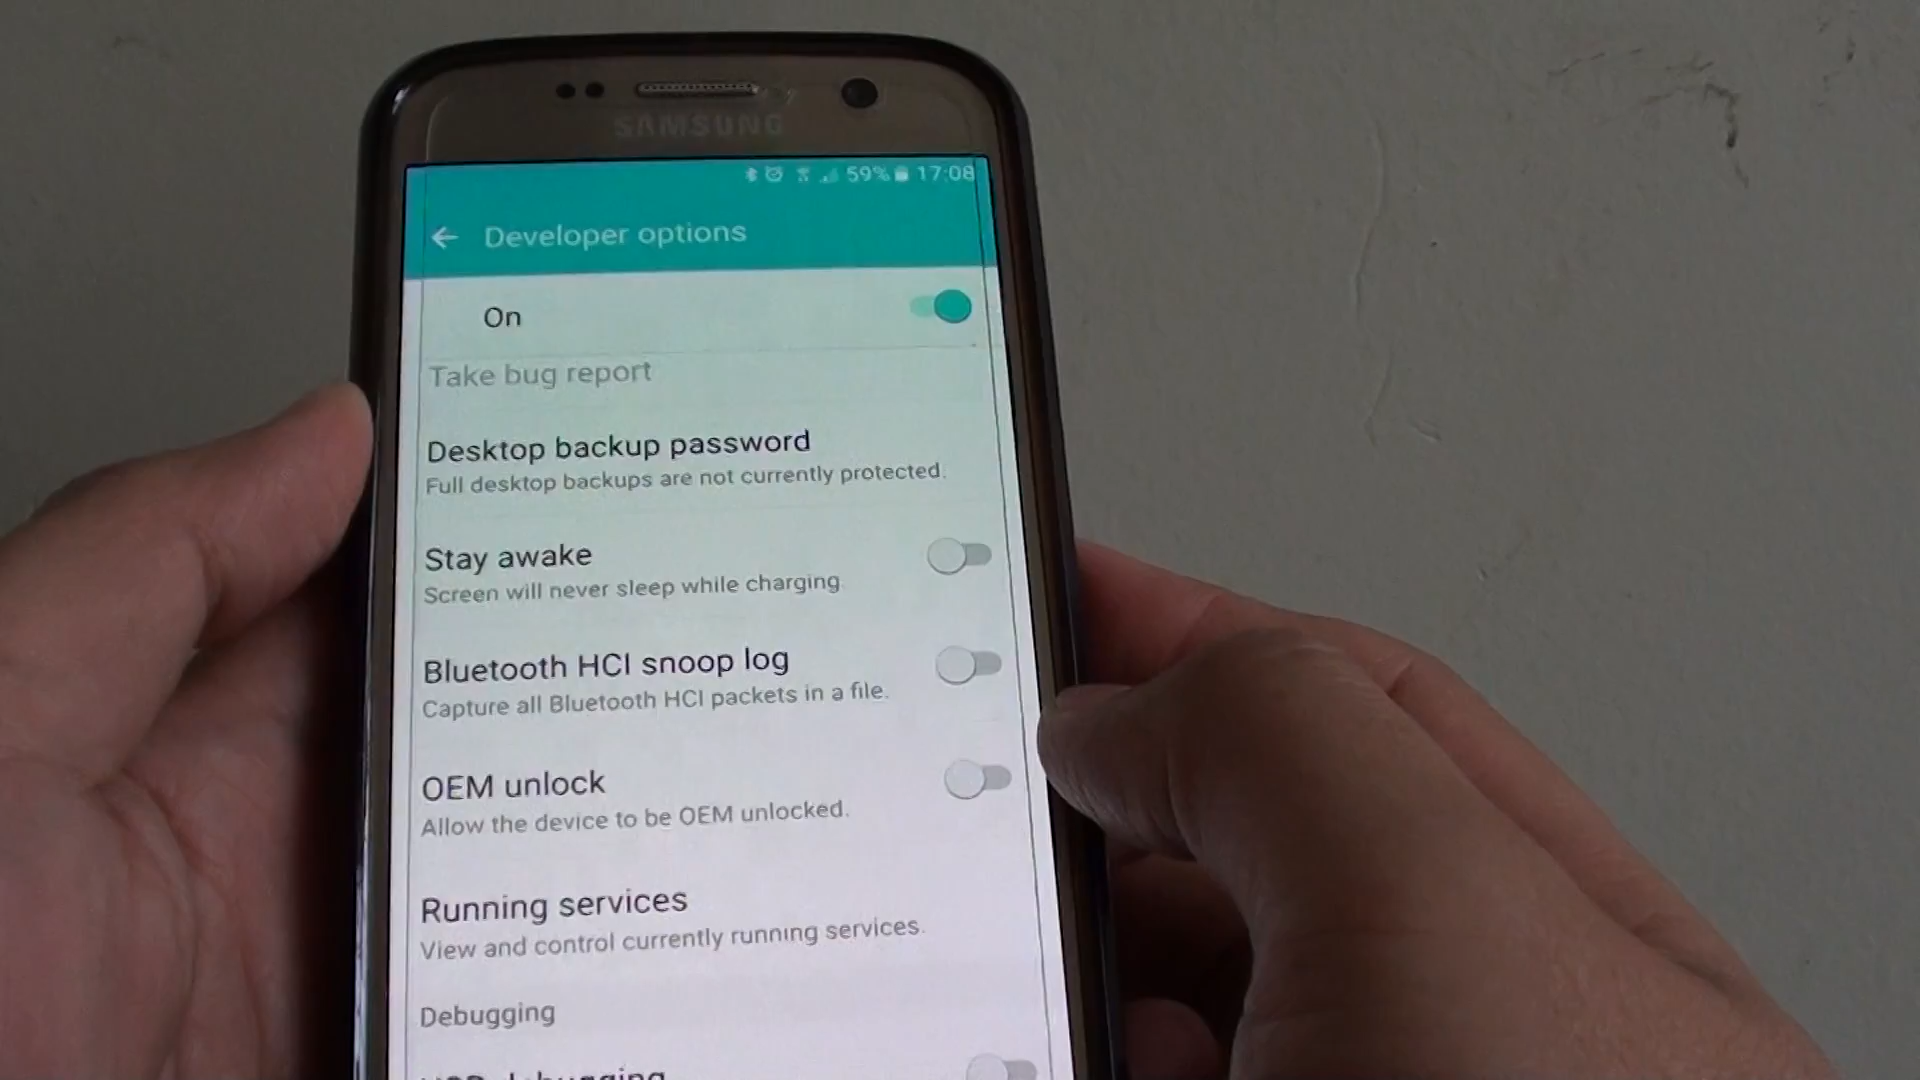 SAMSUNG
59% 17:08
Developer options
On
Take bug report
Desktop backup password
Full desktop backups are not currently protected.
Stay awake
Screen will never sleep while charging
Bluetooth HCI snoop log
Capture all Bluetooth HCI packets in a file.
OEM unlock
Allow the device to be OEM unlocked.
Running services
View and control currently running services.
Debugging
USB debugging